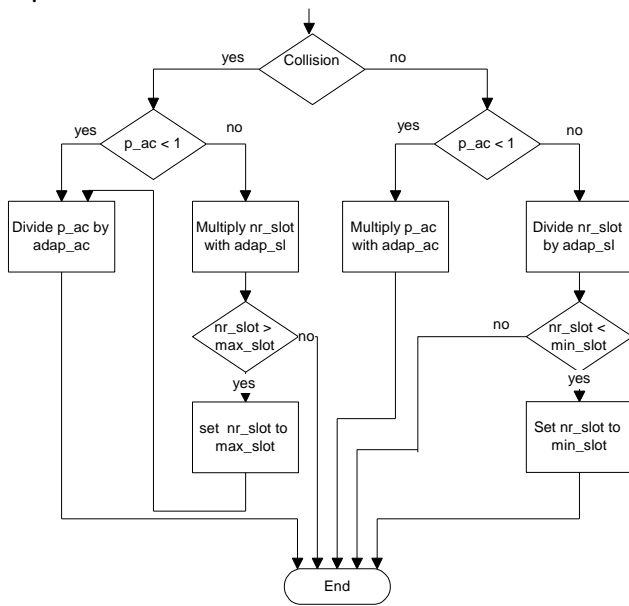 Collision
yes
no
p_ac < 1
yes
no
p_ac < 1
yes
no
Divide p_ac by
adap_ac
Multiply nr_slot
with adap_sl
Multiply p_ac
with adap_ac
Divide nr_slot
by adap_sl
nr_slot >
max_slot
no
yes
nr_slot <
min_slot
no
yes
set nr_slot to
max_slot
Set nr_slot to
min_slot
End